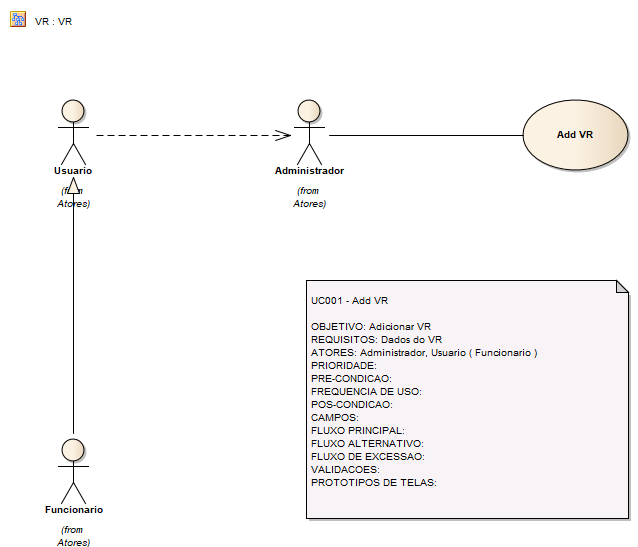 VR : VR
Usuario
(from
Atores)
Administrador
(from
Atores)
Add VR
UC001 - Add VR
OBJETIVO: Adicionar VR
REQUISITOS: Dados do VR
ATORES: Administrador, Usuario ( Funcionario )
PRIORIDADE:
PRE-CONDICAO:
FREQUENCIA DE USO:
POS-CONDICAO:
CAMPOS:
FLUXO PRINCIPAL:
FLUXO ALTERNATIVO:
FLUXO DE EXCESSAO:
VALIDACOES:
PROTOTIPOS DE TELAS:
Funcionario
(from
Atores)